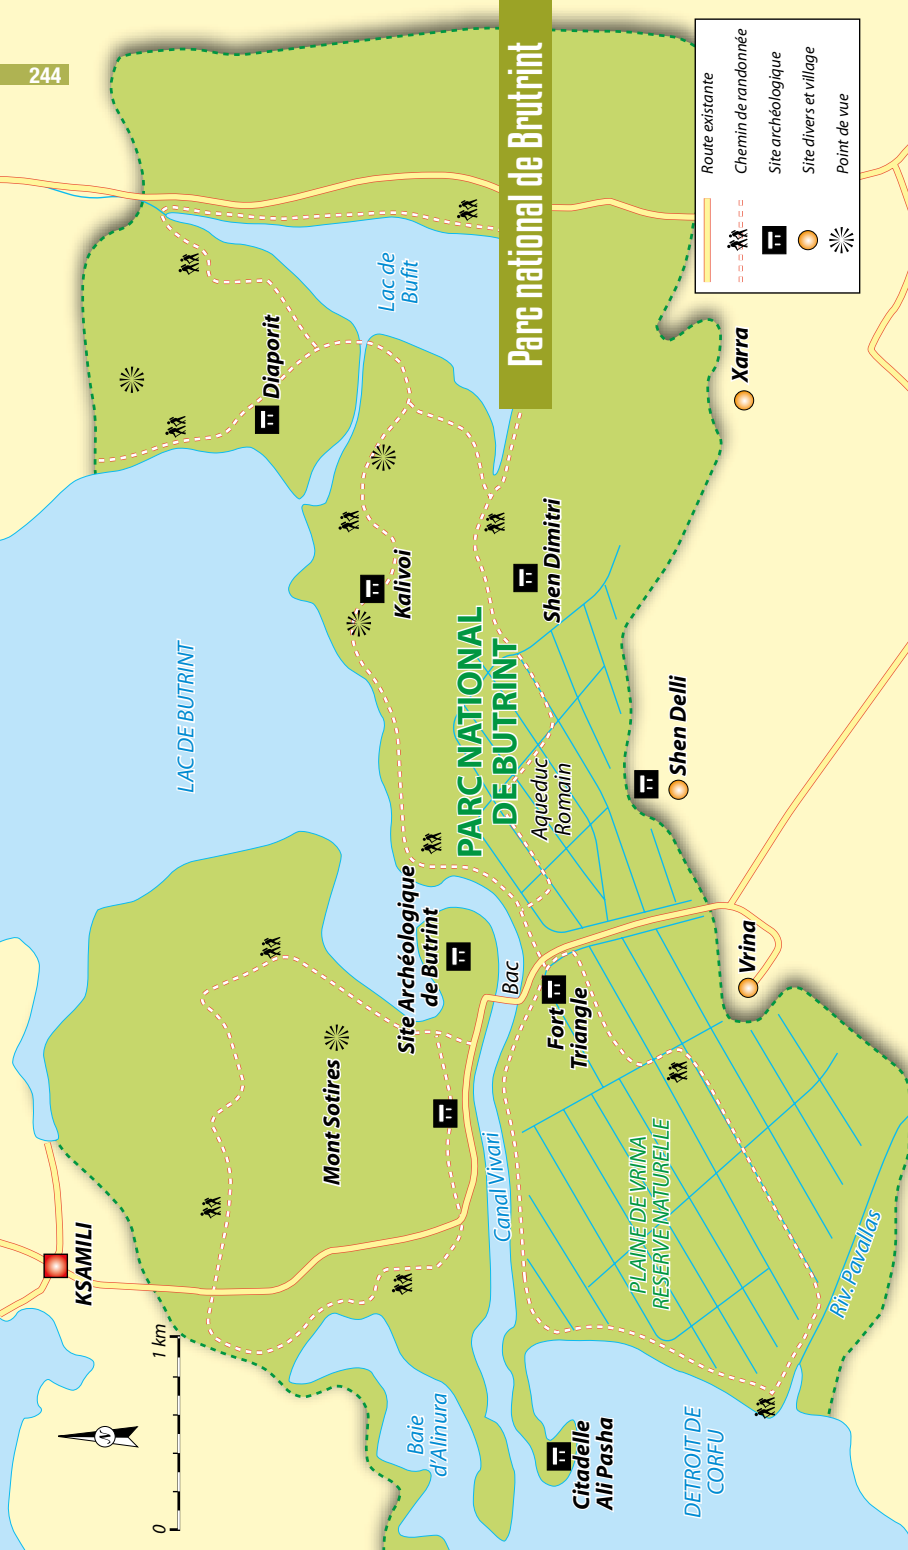 244
Parc national de Brutrint
Route existante
Chemin de randonnée
Site archéologique
Site divers et village
Point de vue
KSAMILI
0
1 km
N
Mont Sotires
Site Archéologique
de Butrint
LAC DE BUTRINT
Diaporit
Lac de
Bufit
Kalivoi
PARC NATIONAL
DE BUTRINT
Shen Dimitri
Aqueduc
Romain
Xarra
Shen Delli
Vrina
Bac
Fort
Triangle
Canal Vivari
PLAINE DE VRINA
RESERVE NATURELLE
Riv. Pavallas
Baie
d'Alinura
Citadelle
Ali Pasha
DETROIT DE
CORFU